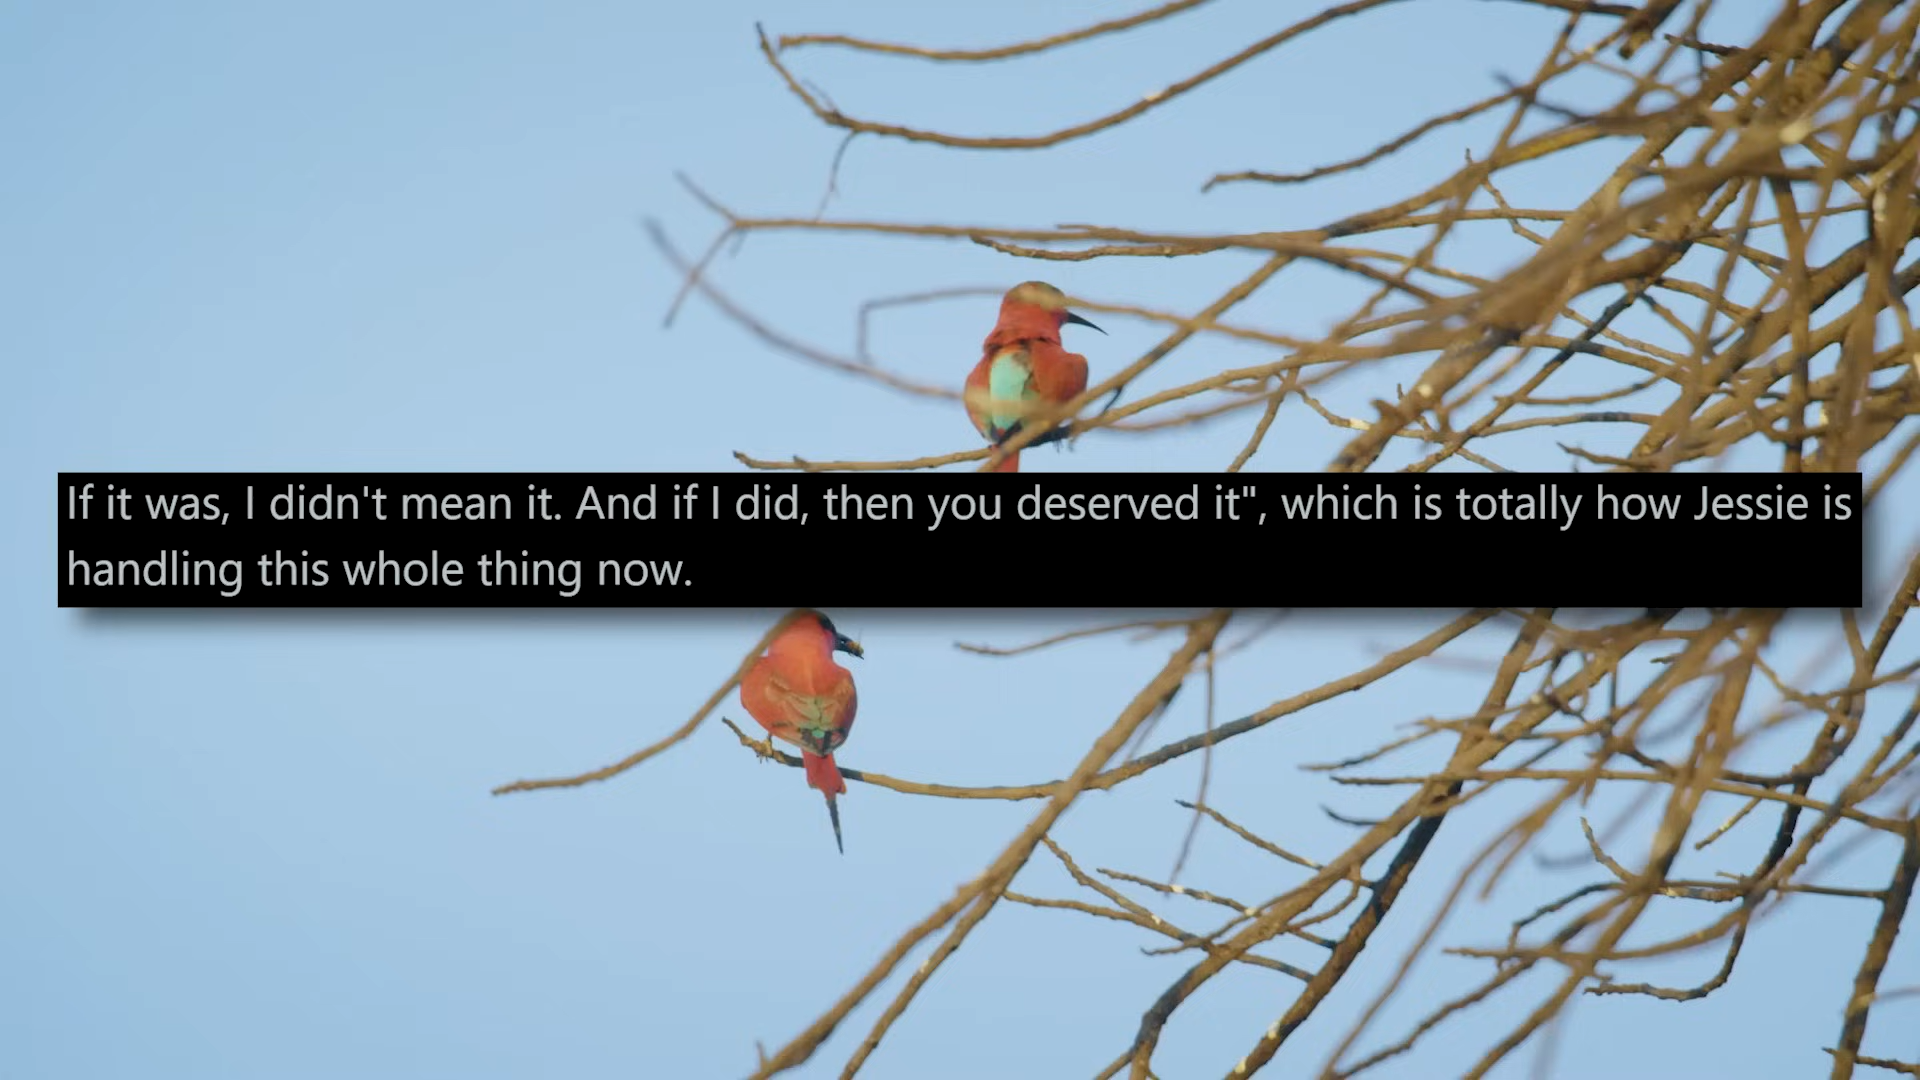 If it was, I didn't mean it. And if I did, then you deserved it", which is totally how Jessie is
handling this whole thing now.